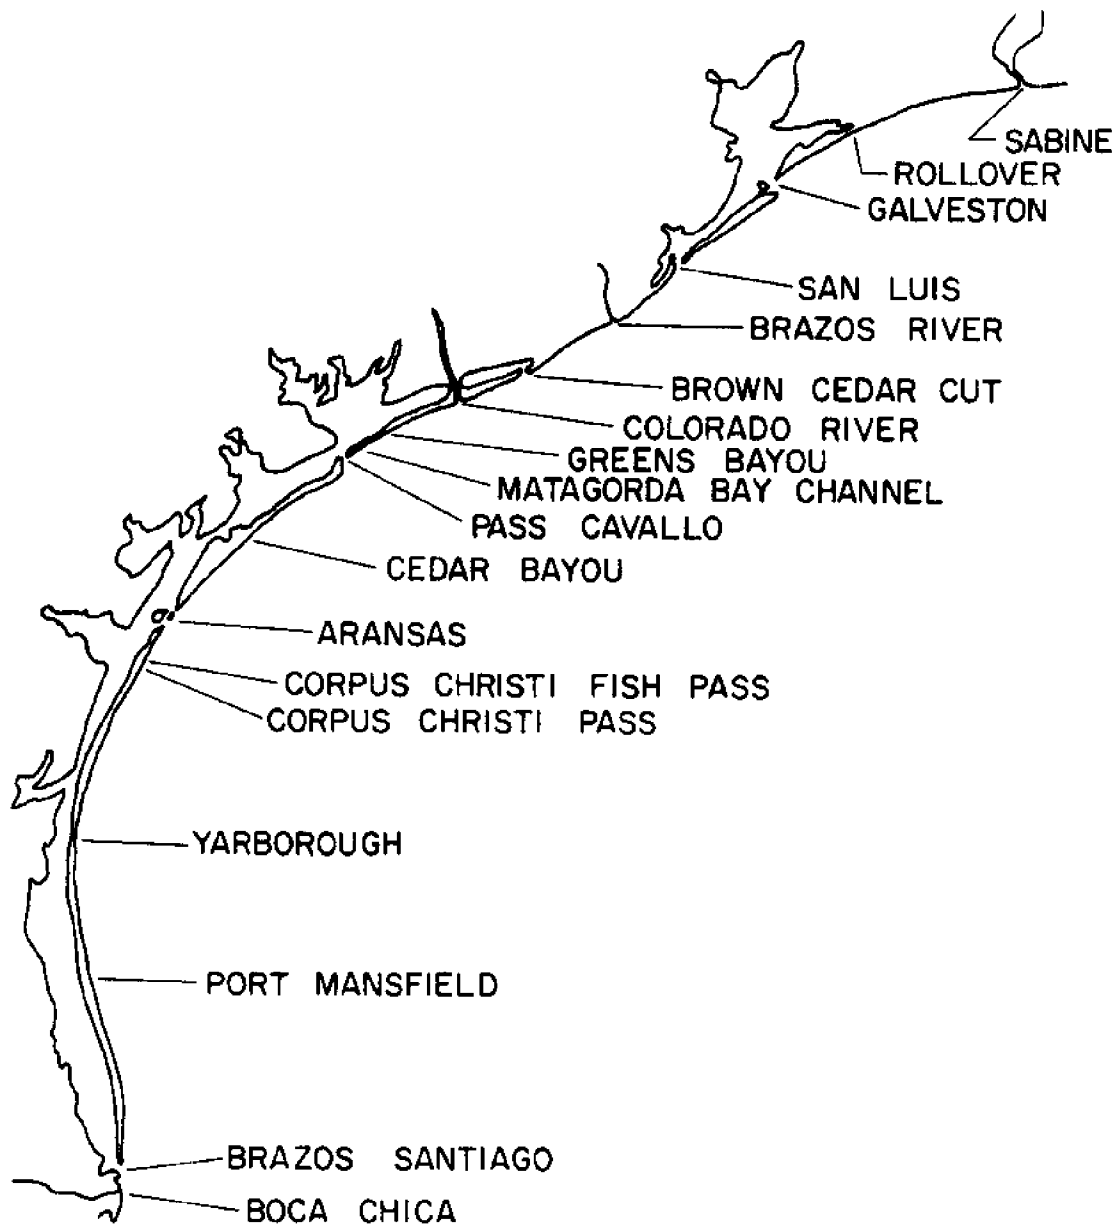 SABINE
ROLLOVER
GALVESTON
SAN LUIS
BRAZOS RIVER
BROWN CEDAR CUT
COLORADO RIVER
GREENS BAYOU
MATAGORDA BAY CHANNEL
PASS CAVALLO
CEDAR BAYOU
ARANSAS
CORPUS CHRISTI FISH PASS
CORPUS CHRISTI PASS
YARBOROUGH
PORT MANSFIELD
BRAZOS SANTIAGO
BOCA CHICA